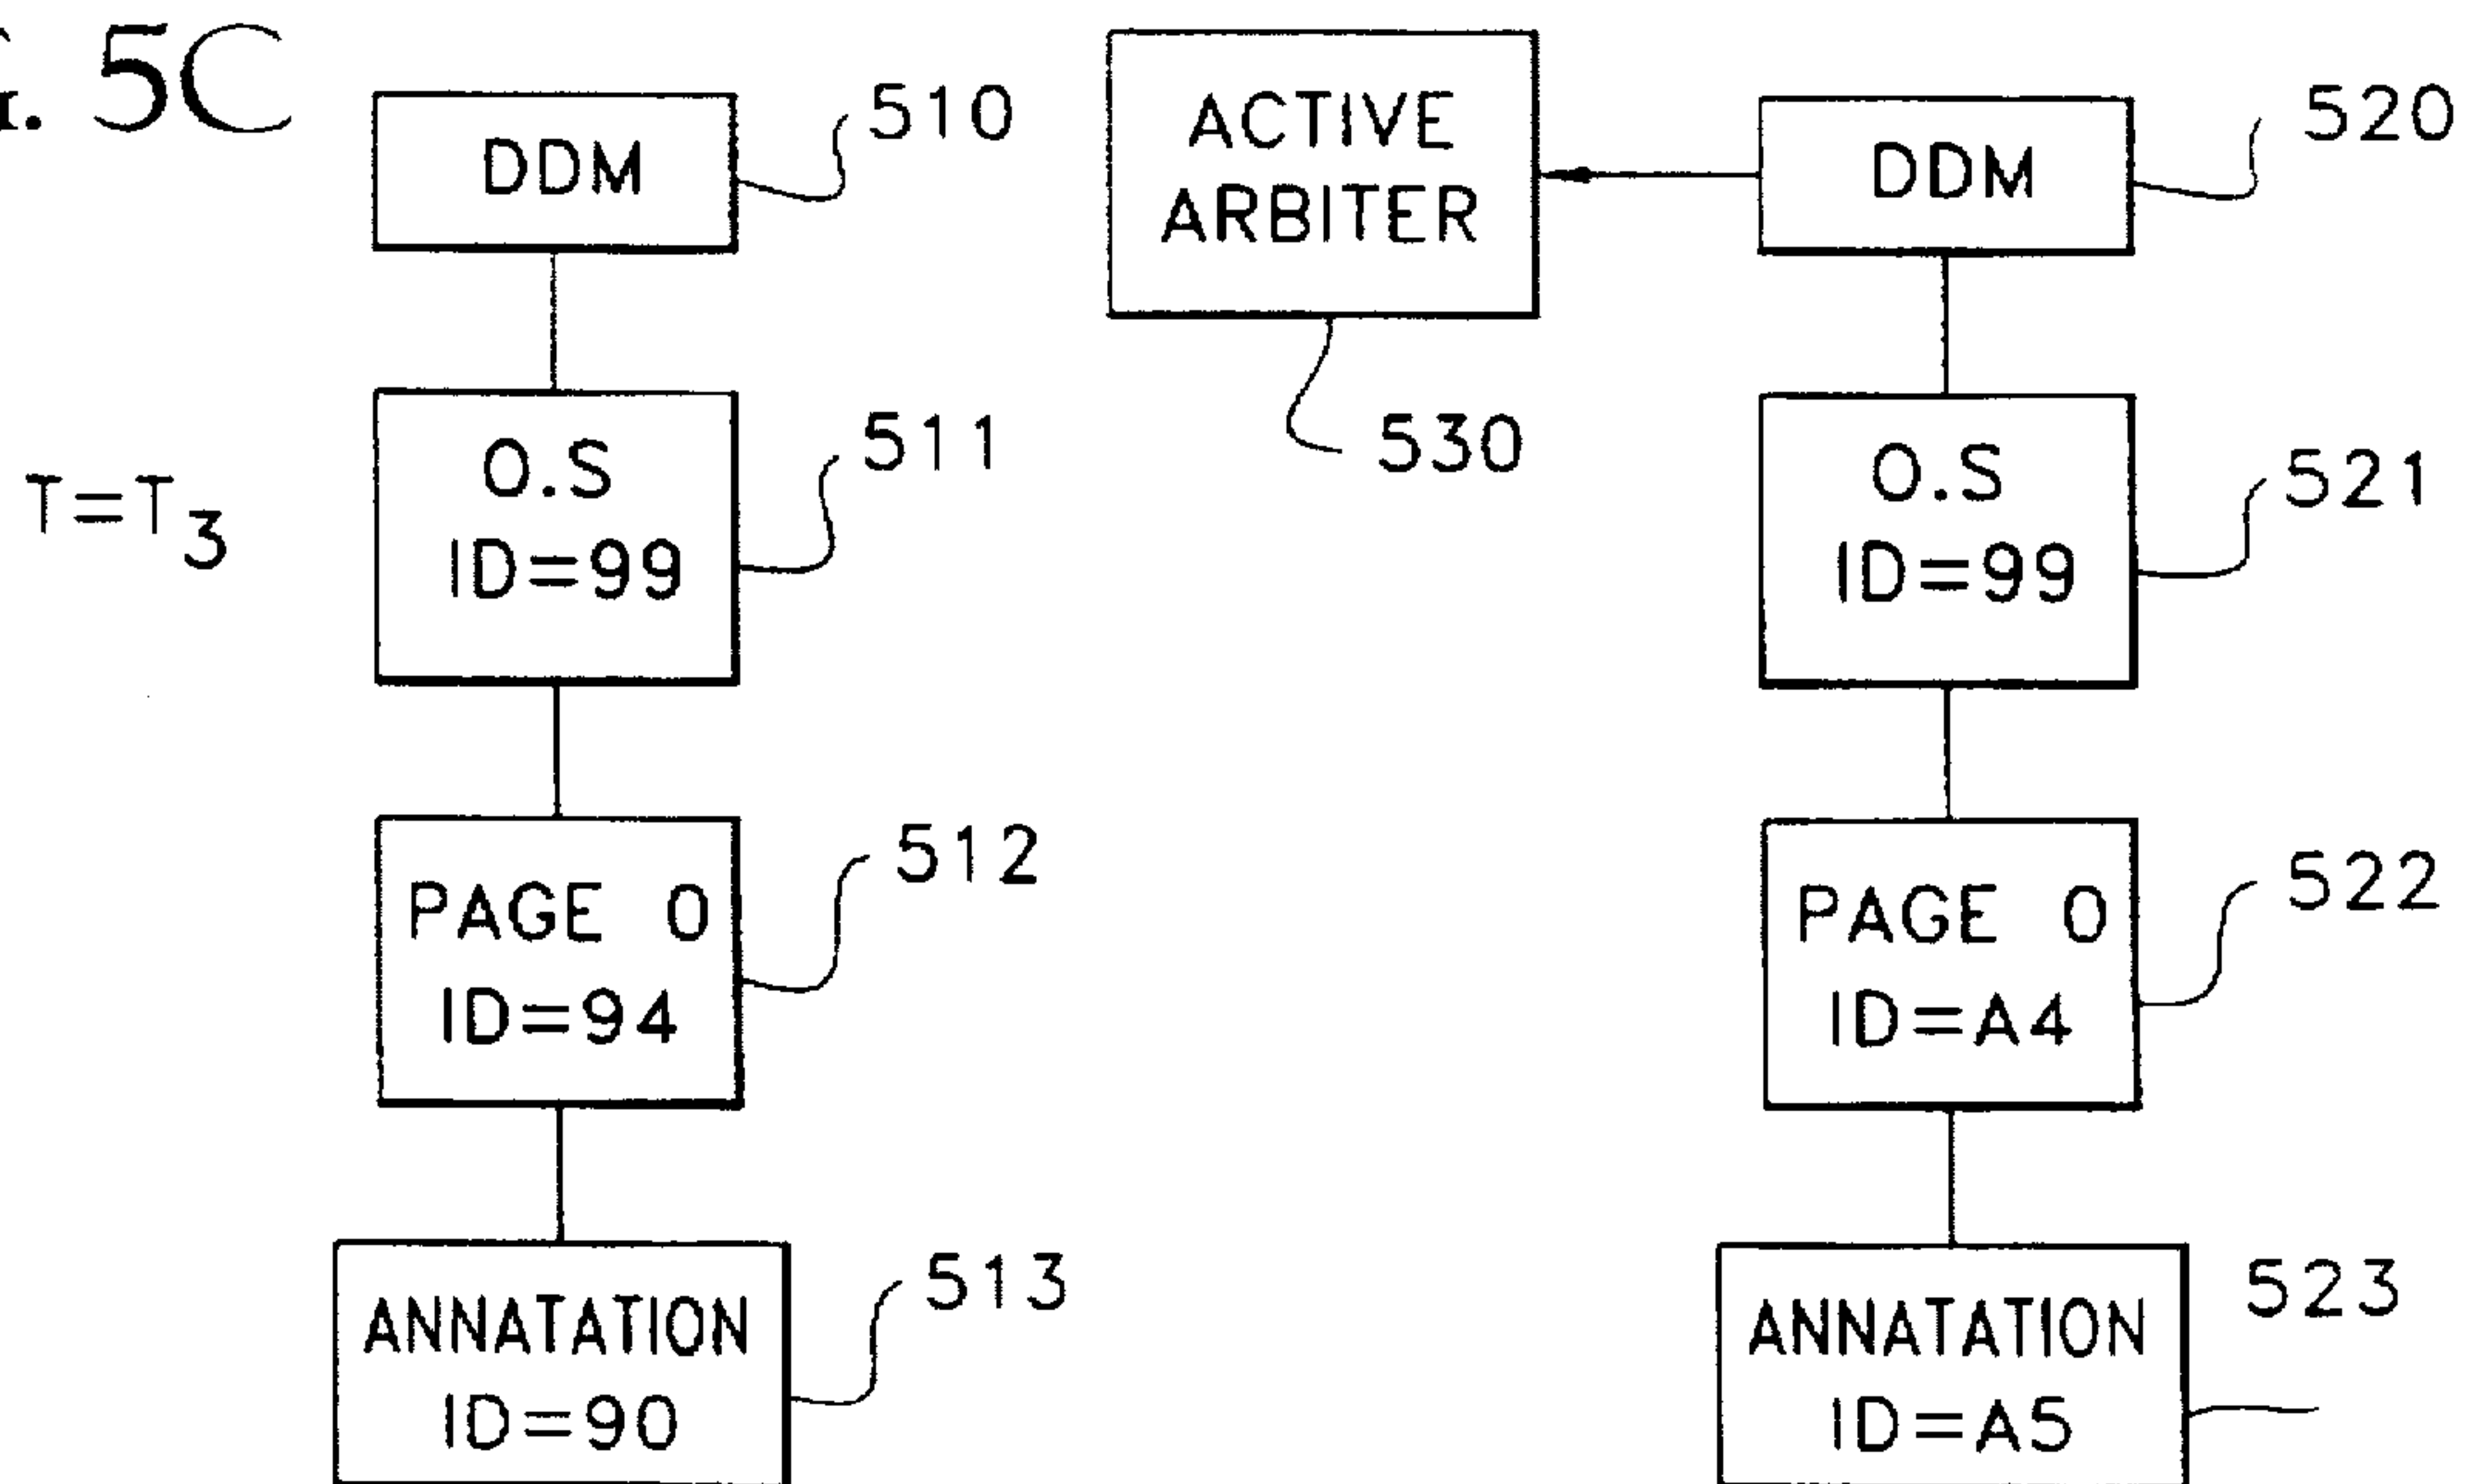 5C
DDM
510
ACTIVE
ARBITER
530
DDM
520
T=T3
O.S
ID=99
511
O.S
ID=99
521
PAGE 0
ID=94
512
PAGE 0
ID=A4
522
ANNATATION
ID=90
513
ANNATATION
ID=A5
523